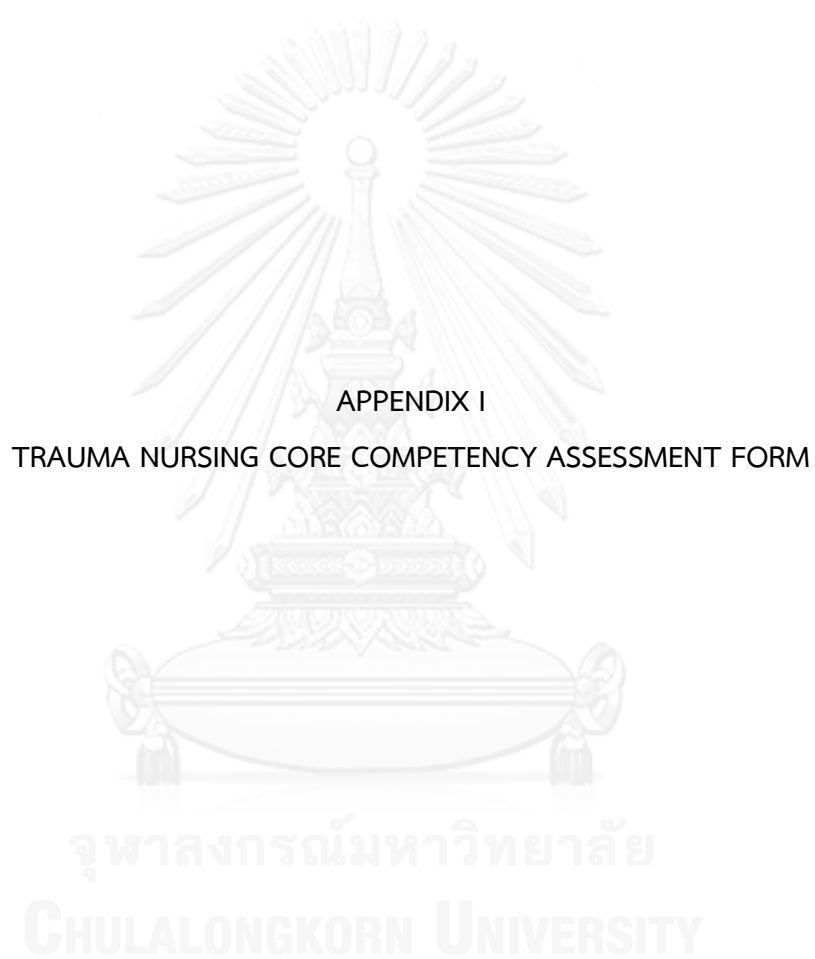 APPENDIX I
TRAUMA NURSING CORE COMPETENCY ASSESSMENT FORM
จุฬาลงกรณ์มหาวิทยาลัย
CHULALONGKORN UNIVERSITY